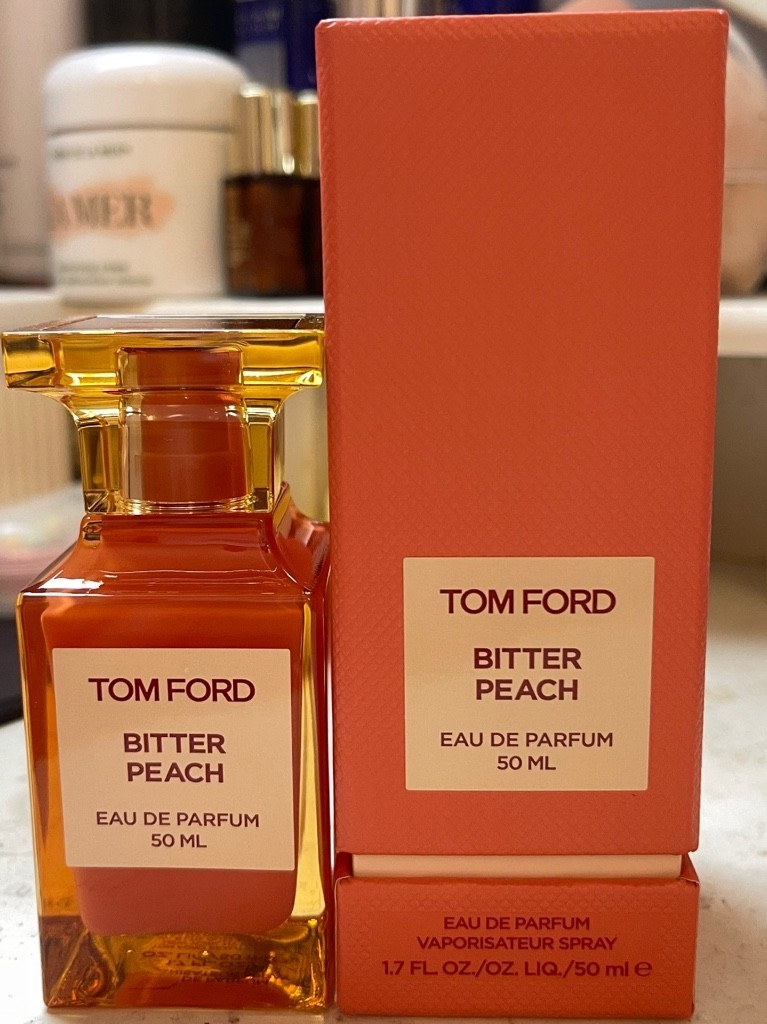 MER
TOM FORD
BITTER
PEACH
EAU DE PARFUM
50 ML
TOM FORD
BITTER
PEACH
EAU DE PARFUM
50 ML
EAU DE PARFUM
VAPORISATEUR SPRAY
1.7 FL. OZ./OZ. LIQ./50 ml e